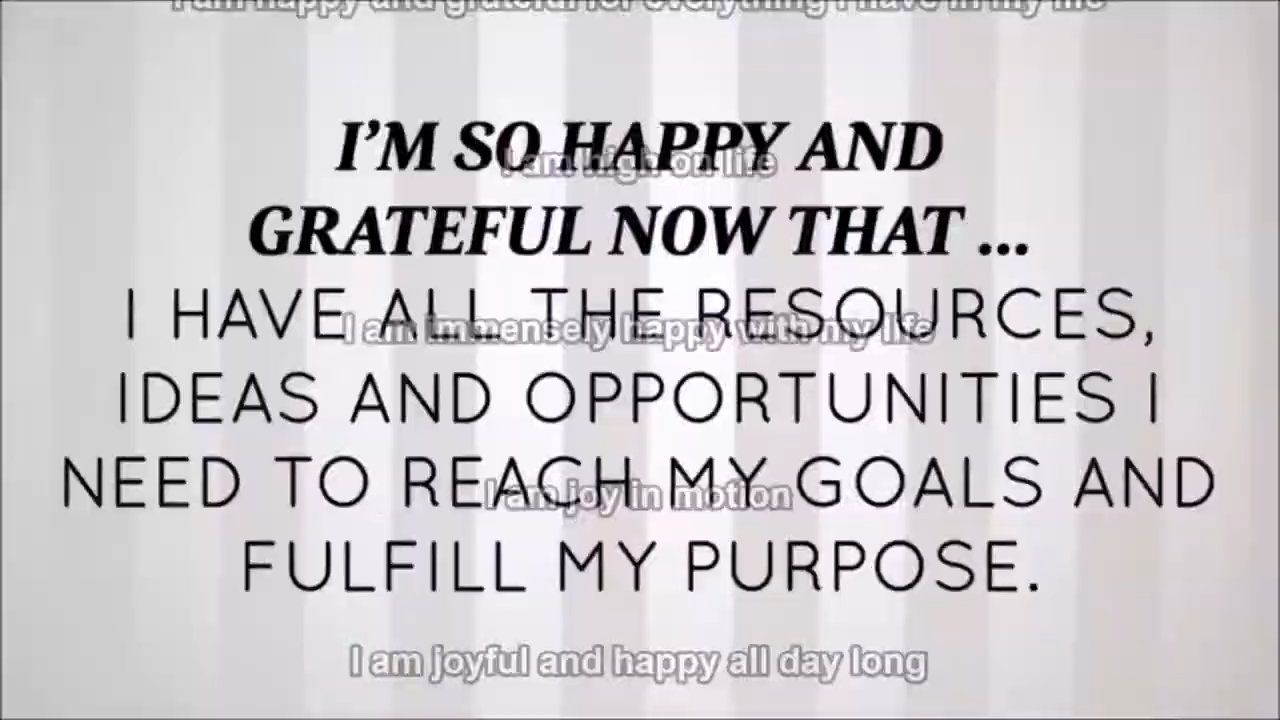 I am happy and grateful for everything I have in my life
I'M SO HAPPY AND
I am high on life
GRATEFUL NOW THAT ...
I HAVE ALL THE RESOURCES,
I am immensely happy with my life
IDEAS AND OPPORTUNITIES I
NEED TO REACH MY GOALS AND
I am joy in motion
FULFILL MY PURPOSE.
I am joyful and happy all day long